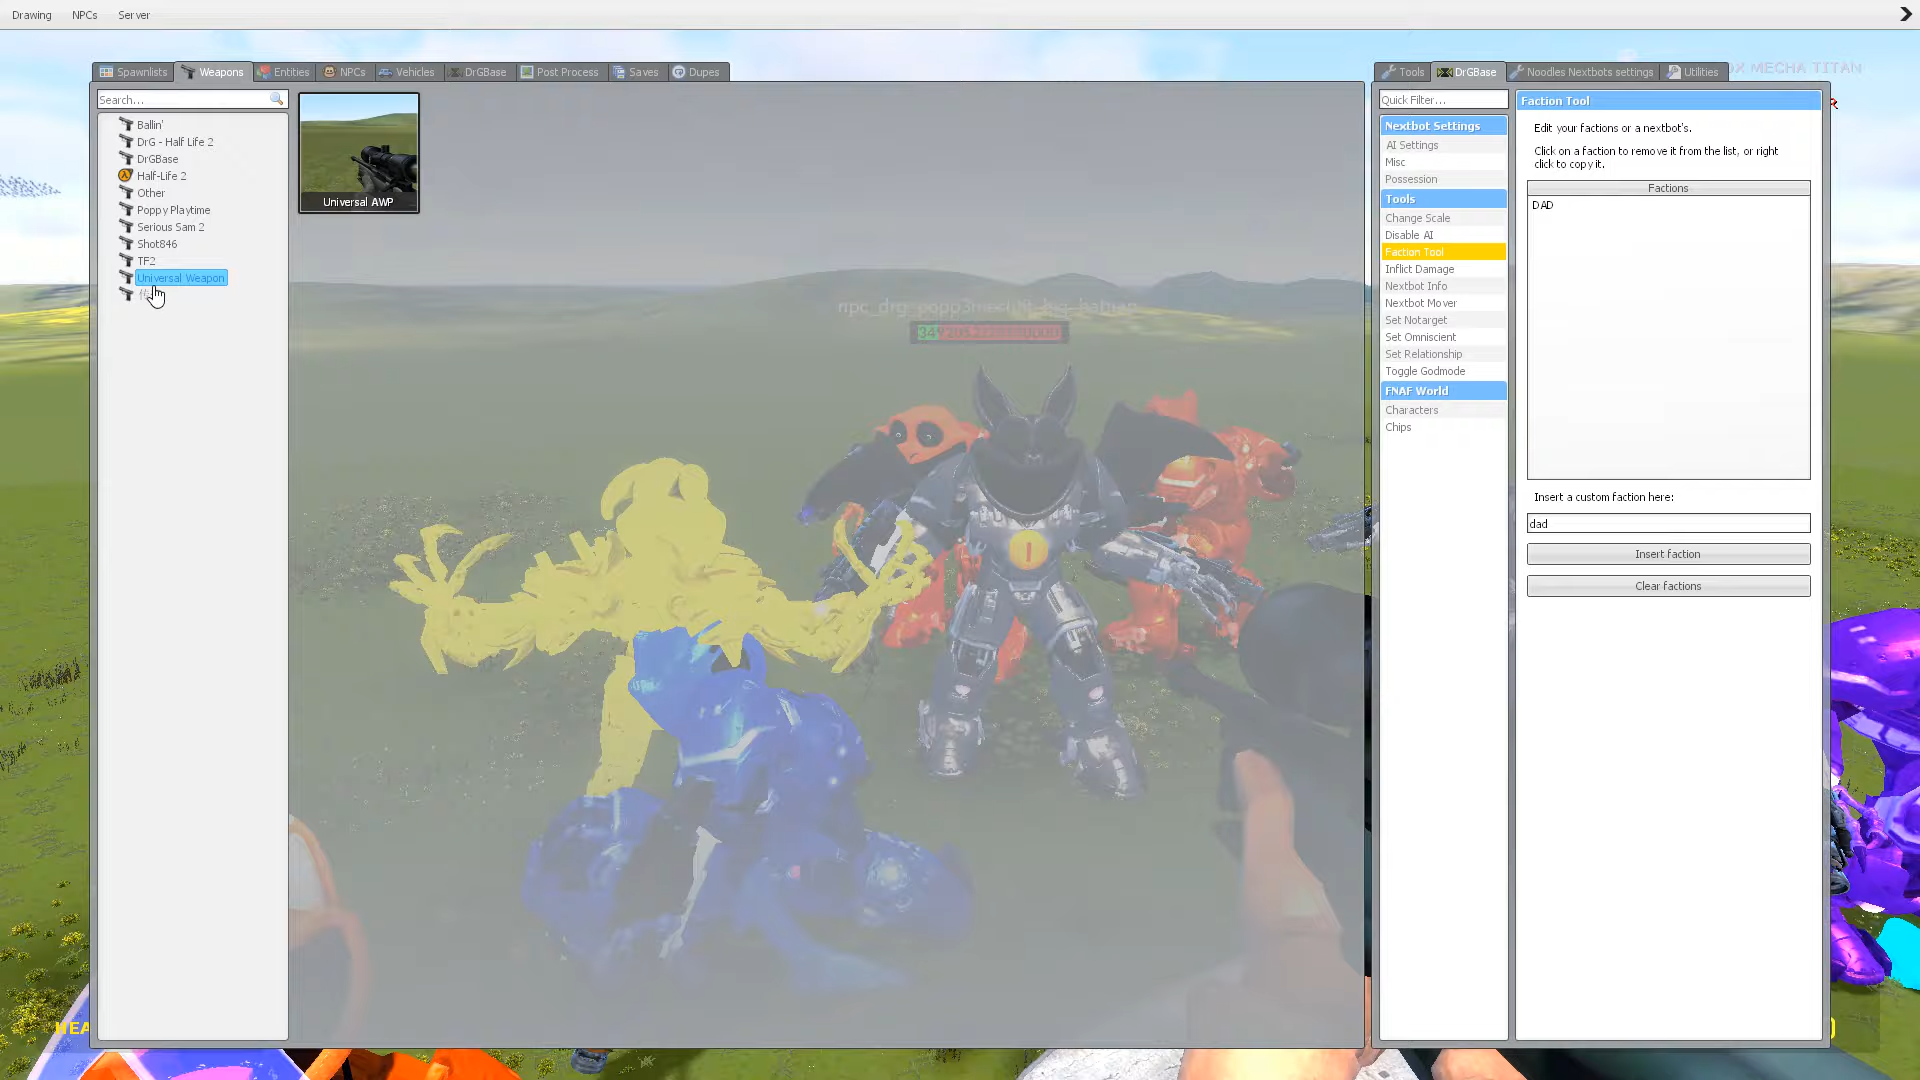 Drawing NPCs Server
Spawnlists Weapons Entities NPCs Vehicles DrGBase Post Process Saves Dupes
Search...
Ballin'
DrG - Half Life 2
DrGBase
Half-Life 2
Other
Poppy Playtime
Serious Sam 2
Shot846
TF2
Universal Weapon
Universal AWP
Tools DrGBase Noodles Nextbots settings Utilities
MECHA TITAN
Quick Filter...
Nextbot Settings
AI Settings
Misc
Possession
Tools
Change Scale
Disable AI
Faction Tool
Inflict Damage
Nextbot Info
Nextbot Mover
Set Notarget
Set Omniscient
Set Relationship
Toggle Godmode
FNAF World
Characters
Chips
Faction Tool
Edit your factions or a nextbot's.
Click on a faction to remove it from the list, or right
click to copy it.
Factions
DAD
Insert a custom faction here:
dad
Insert faction
Clear factions
HEA